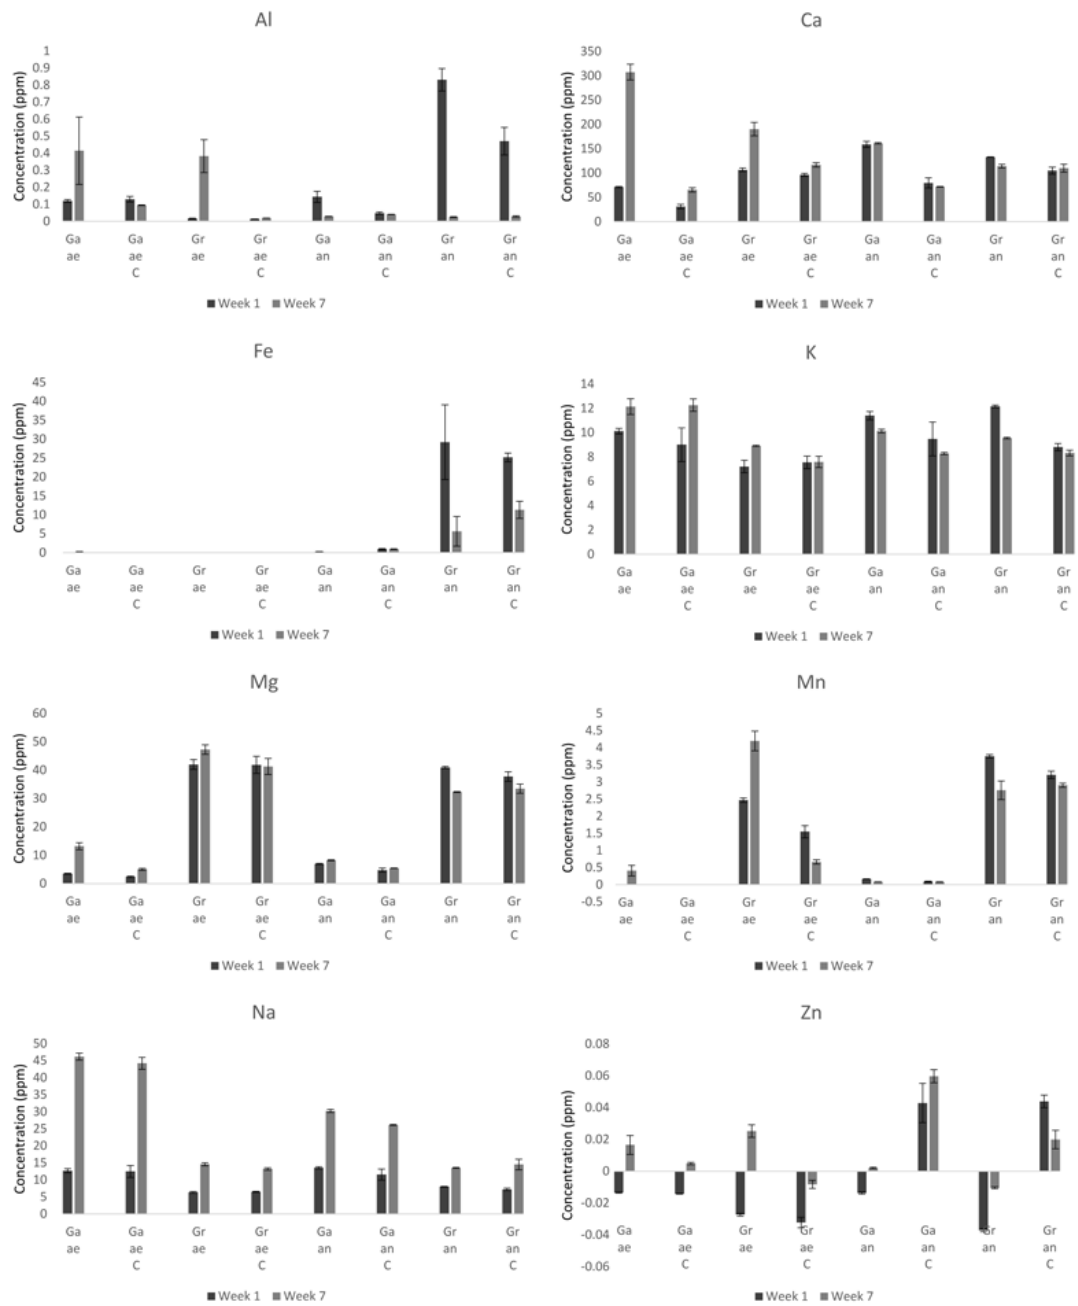 Al
Concentration (ppm)
1
0.9
0.8
0.7
0.6
0.5
0.4
0.3
0.2
0.1
0
Ga Ga Gr Gr Ga Ga Gr Gr
ae ae ae ae an an an an
C C C C
Week 1 Week 7
Ca
Concentration (ppm)
350
300
250
200
150
100
50
0
Ga Ga Gr Gr Ga Ga Gr Gr
ae ae ae ae an an an an
C C C C
Week 1 Week 7
Fe
Concentration (ppm)
45
40
35
30
25
20
15
10
5
0
Ga Ga Gr Gr Ga Ga Gr Gr
ae ae ae ae an an an an
C C C C
Week 1 Week 7
K
Concentration (ppm)
14
12
10
8
6
4
2
0
Ga Ga Gr Gr Ga Ga Gr Gr
ae ae ae ae an an an an
C C C C
Week 1 Week 7
Mg
Concentration (ppm)
60
50
40
30
20
10
0
Ga Ga Gr Gr Ga Ga Gr Gr
ae ae ae ae an an an an
C C C C
Week 1 Week 7
Mn
Concentration (ppm)
5
4.5
4
3.5
3
2.5
2
1.5
1
0.5
0
-0.5
Ga Ga Gr Gr Ga Ga Gr Gr
ae ae ae ae an an an an
C C C C
Week 1 Week 7
Na
Concentration (ppm)
50
45
40
35
30
25
20
15
10
5
0
Ga Ga Gr Gr Ga Ga Gr Gr
ae ae ae ae an an an an
C C C C
Week 1 Week 7
Zn
Concentration (ppm)
0.08
0.06
0.04
0.02
0
-0.02
-0.04
-0.06
Ga Ga Gr Gr Ga Ga Gr Gr
ae ae ae ae an an an an
C C C C
Week 1 Week 7